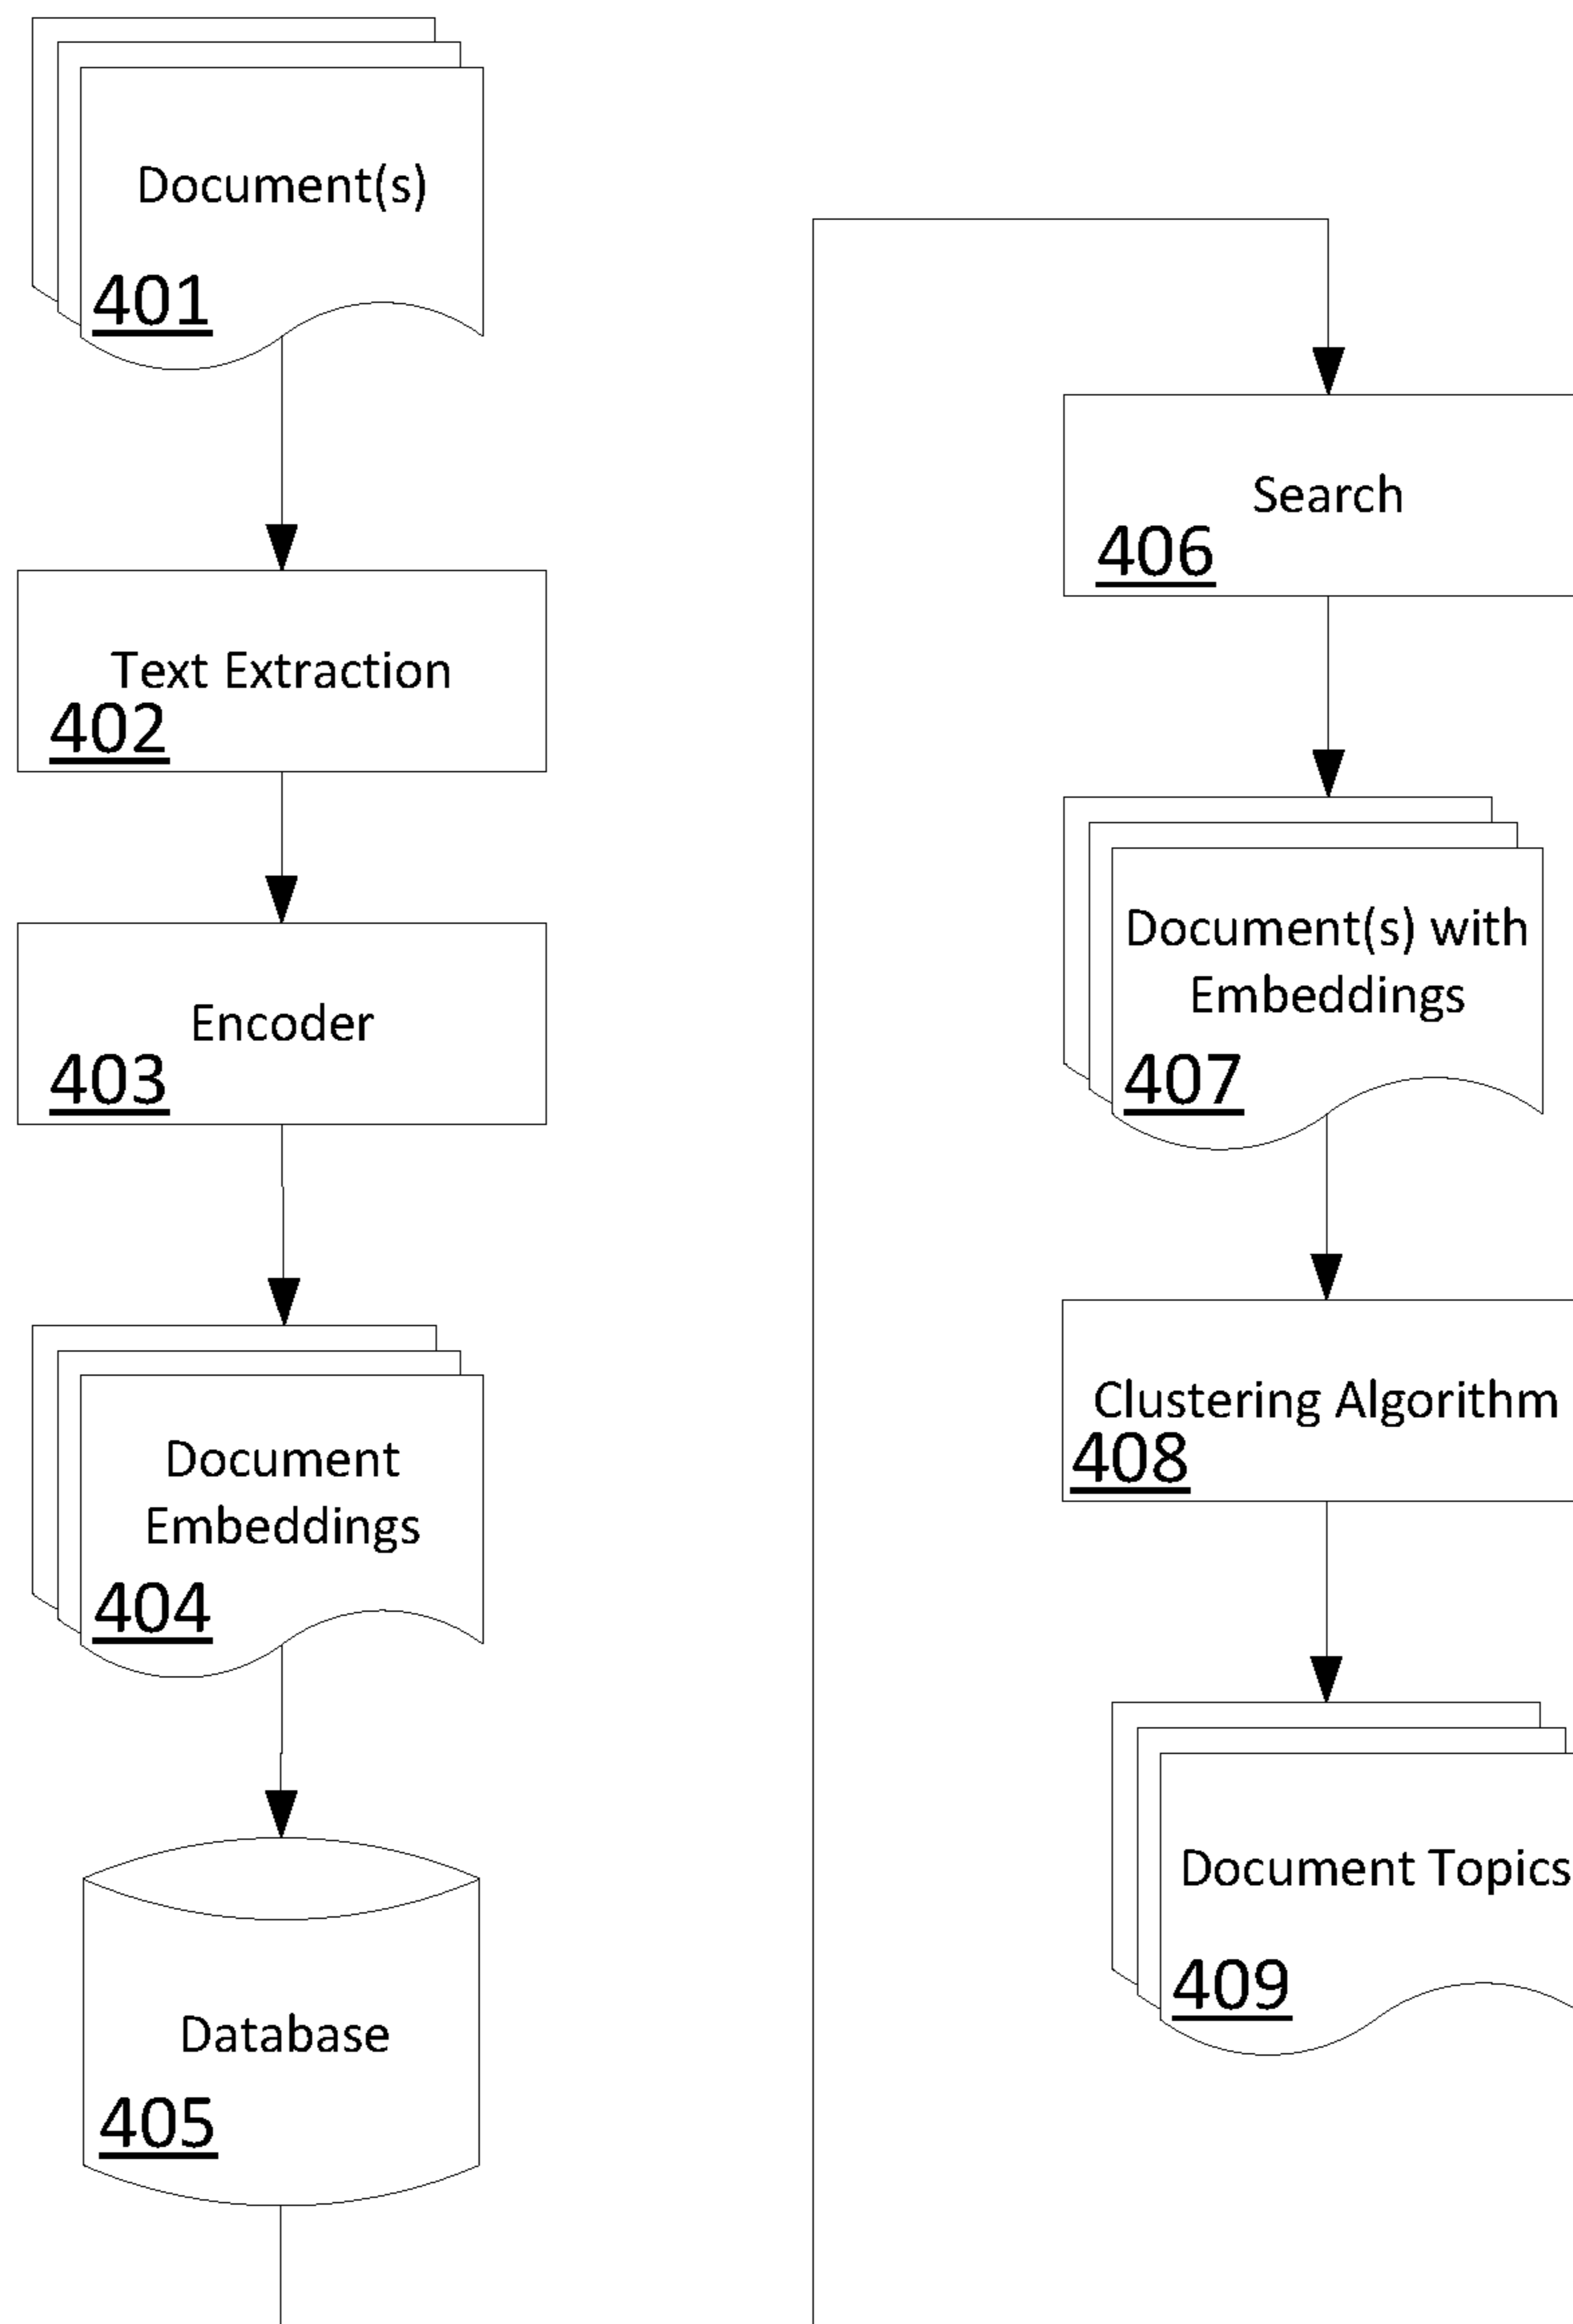 Document(s)
401
Text Extraction
402
Encoder
403
Document
Embeddings
404
Database
405
Search
406
Document(s) with
Embeddings
407
Clustering Algorithm
408
Document Topics
409